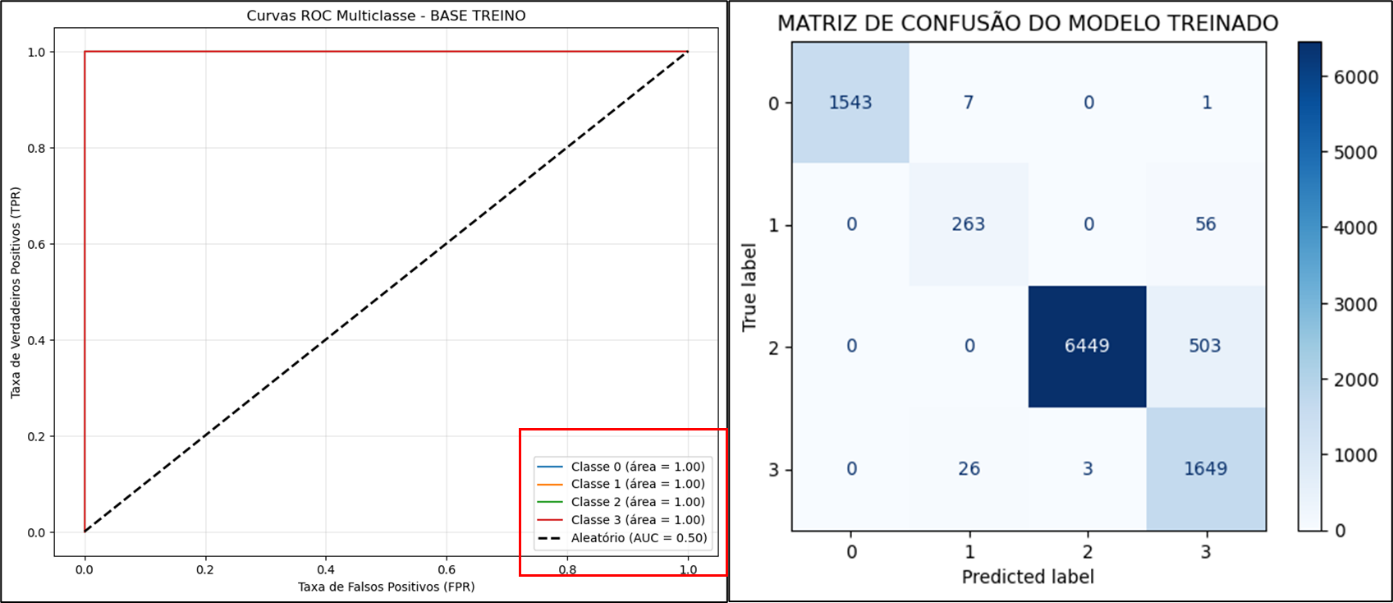 Curvas ROC Multiclasse - BASE TREINO
Taxa de Verdadeiros Positivos (TPR)
1.0
0.8
0.6
0.4
0.2
0.0
0.0 0.2 0.4 0.6 0.8 1.0
Taxa de Falsos Positivos (FPR)
Classe 0 (área = 1.00)
Classe 1 (área = 1.00)
Classe 2 (área = 1.00)
Classe 3 (área = 1.00)
Aleatório (AUC = 0.50)
MATRIZ DE CONFUSÃO DO MODELO TREINADO
True label
0 1543 7 0 1
1 0 263 0 56
2 0 0 6449 503
3 0 26 3 1649
0 1 2 3
Predicted label
6000
5000
4000
3000
2000
1000
0